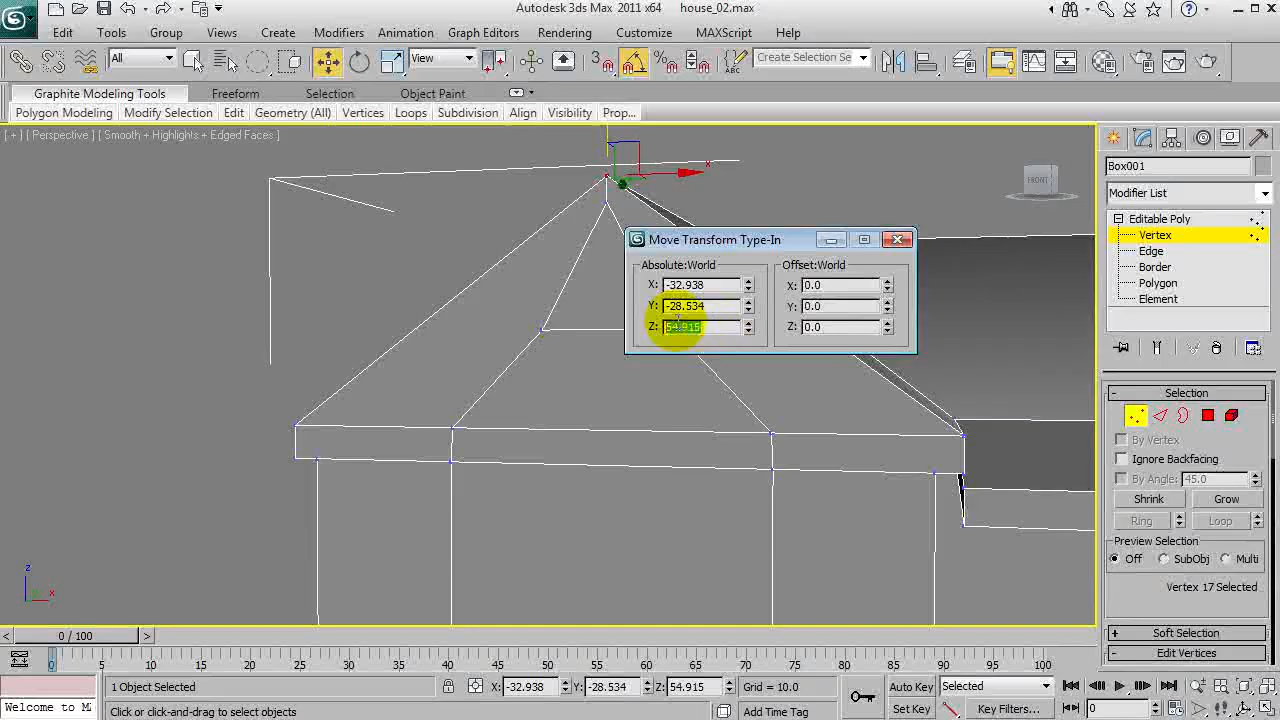 Autodesk 3ds Max 2011 x64    house_02.max
Edit Tools Group Views Create Modifiers Animation Graph Editors Rendering Customize MAXScript Help
All View 3 ABC Create Selection Se
Graphite Modeling Tools Freeform Selection Object Paint
Polygon Modeling Modify Selection Edit Geometry (All) Vertices Loops Subdivision Align Visibility Prop...
[ + ] [ Perspective ] [ Smooth + Highlights + Edged Faces ]
x
FRONT
Move Transform Type-In
Absolute:World
X: -32.938
Y: -28.534
Z: 54.915
Offset:World
X: 0.0
Y: 0.0
Z: 0.0
z
x
Box001
Modifier List
Editable Poly
Vertex
Edge
Border
Polygon
Element
Selection
By Vertex
Ignore Backfacing
By Angle: 45.0
Shrink Grow
Ring Loop
Preview Selection
Off SubObj Multi
Vertex 17 Selected
+ Soft Selection
- Edit Vertices
< 0 / 100 >
0 5 10 15 20 25 30 35 40 45 50 55 60 65 70 75 80 85 90 95 100
1 Object Selected X: -32.938 Y: -28.534 Z: 54.915 Grid = 10.0 Auto Key Selected
Welcome to M Click or click-and-drag to select objects Add Time Tag Set Key Key Filters... 0